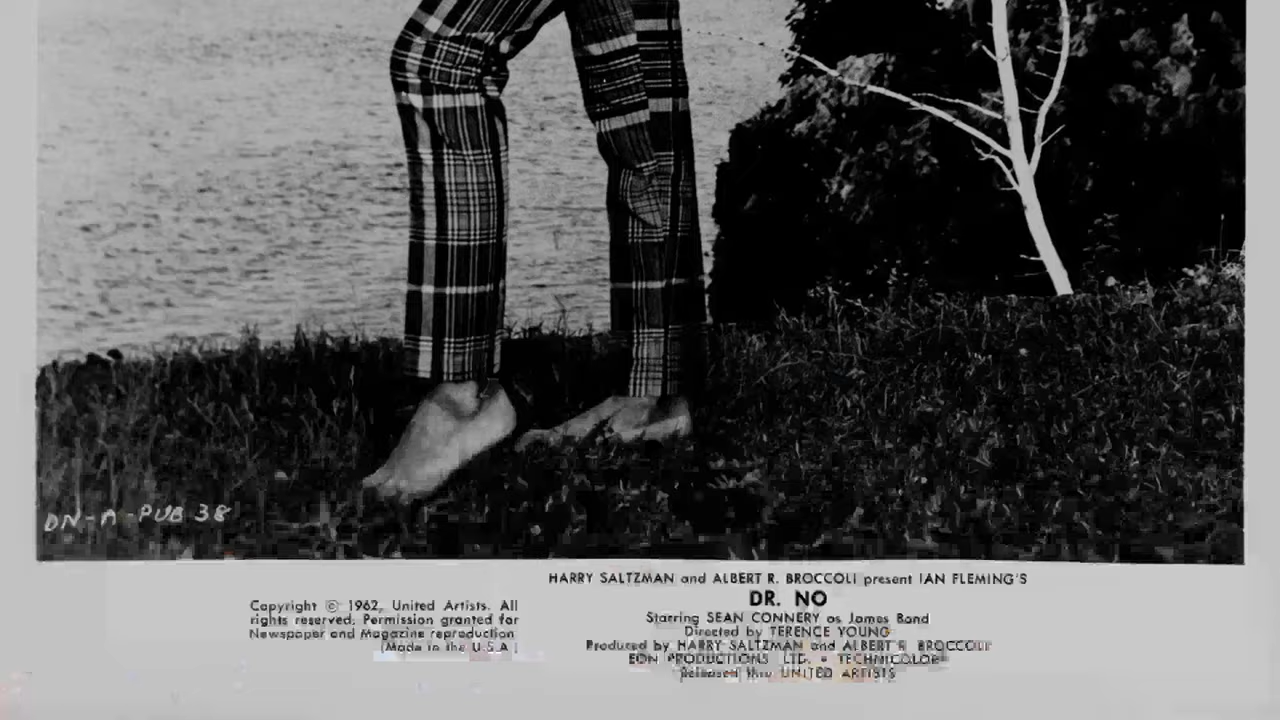 DN-A-PUB 38
HARRY SALTZMAN and ALBERT R. BROCCOLI present IAN FLEMING'S
DR. NO
Starring SEAN CONNERY as James Bond
Directed by TERENCE YOUNG
Produced by HARRY SALTZMAN and ALBERT R. BROCCOLI
EON PRODUCTIONS LTD. • TECHNICOLOR®
Released thru UNITED ARTISTS
Copyright © 1962, United Artists. All
rights reserved. Permission granted for
Newspaper and Magazine reproduction
(Made in the U.S.A.)